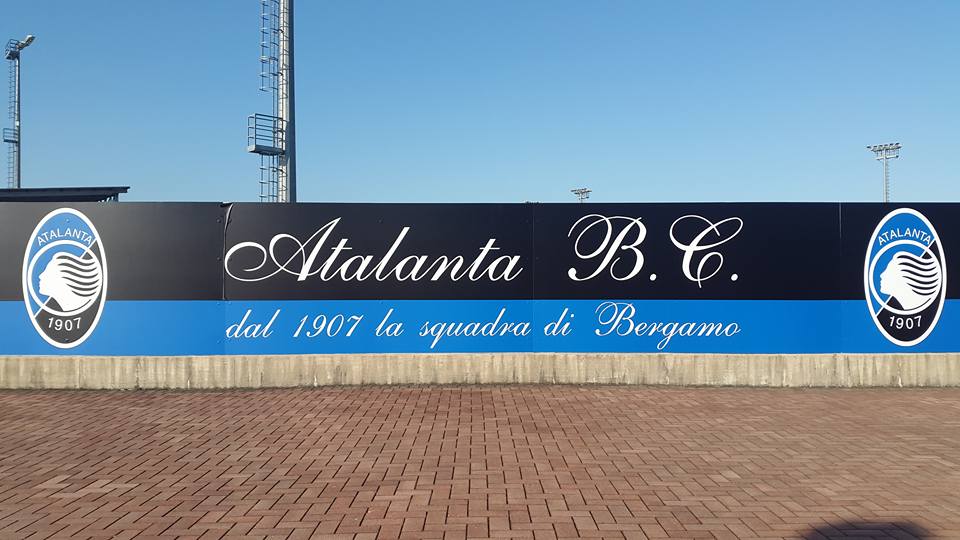 ATALANTA
1907
Atalanta B.C.
dal 1907 la squadra di Bergamo
ATALANTA
1907